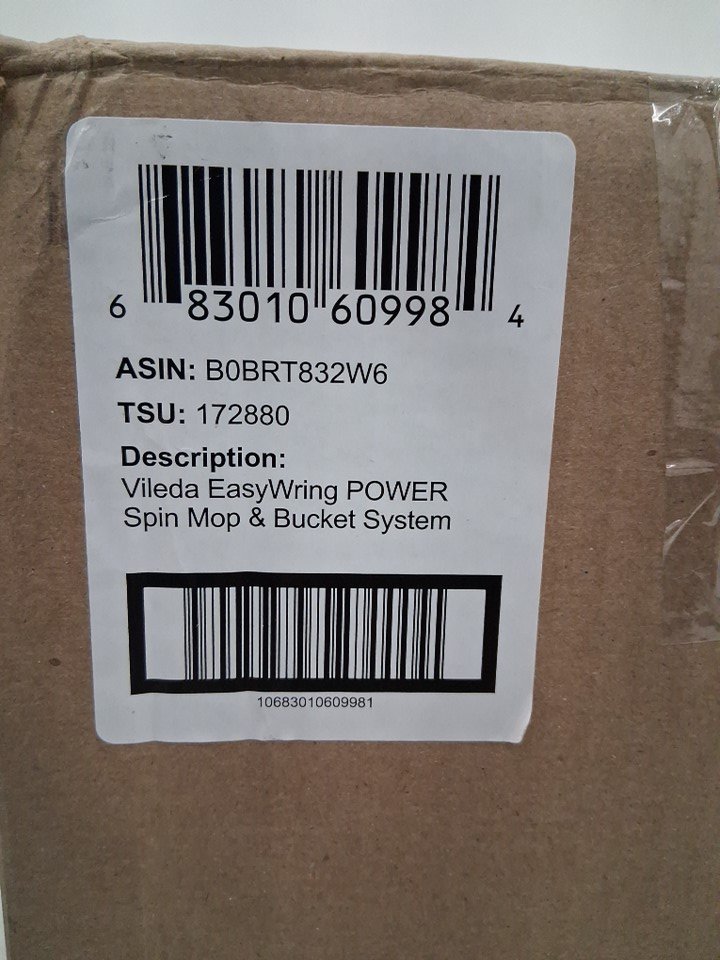 6 83010 60998 4
ASIN: B0BRT832W6
TSU: 172880
Description:
Vileda EasyWring POWER
Spin Mop & Bucket System
10683010609981